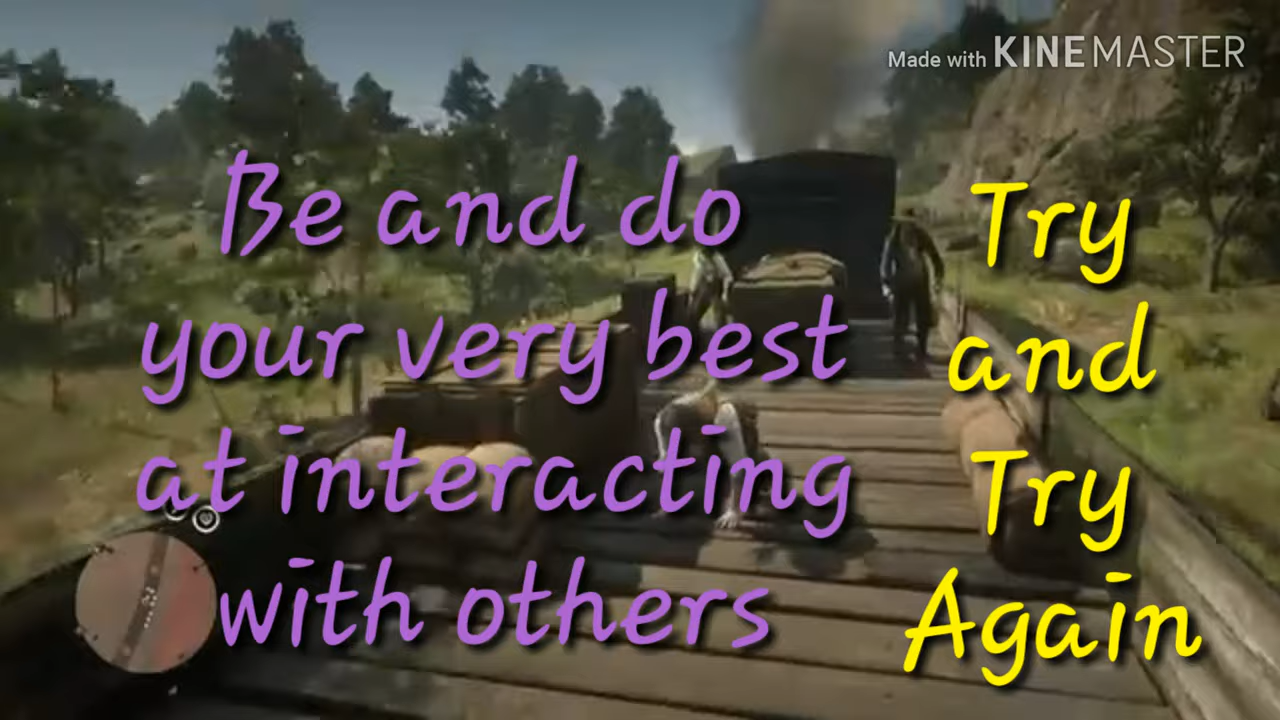 Made with KINEMASTER
Be and do
your very best
at interacting
with others
Try
and
Try
Again